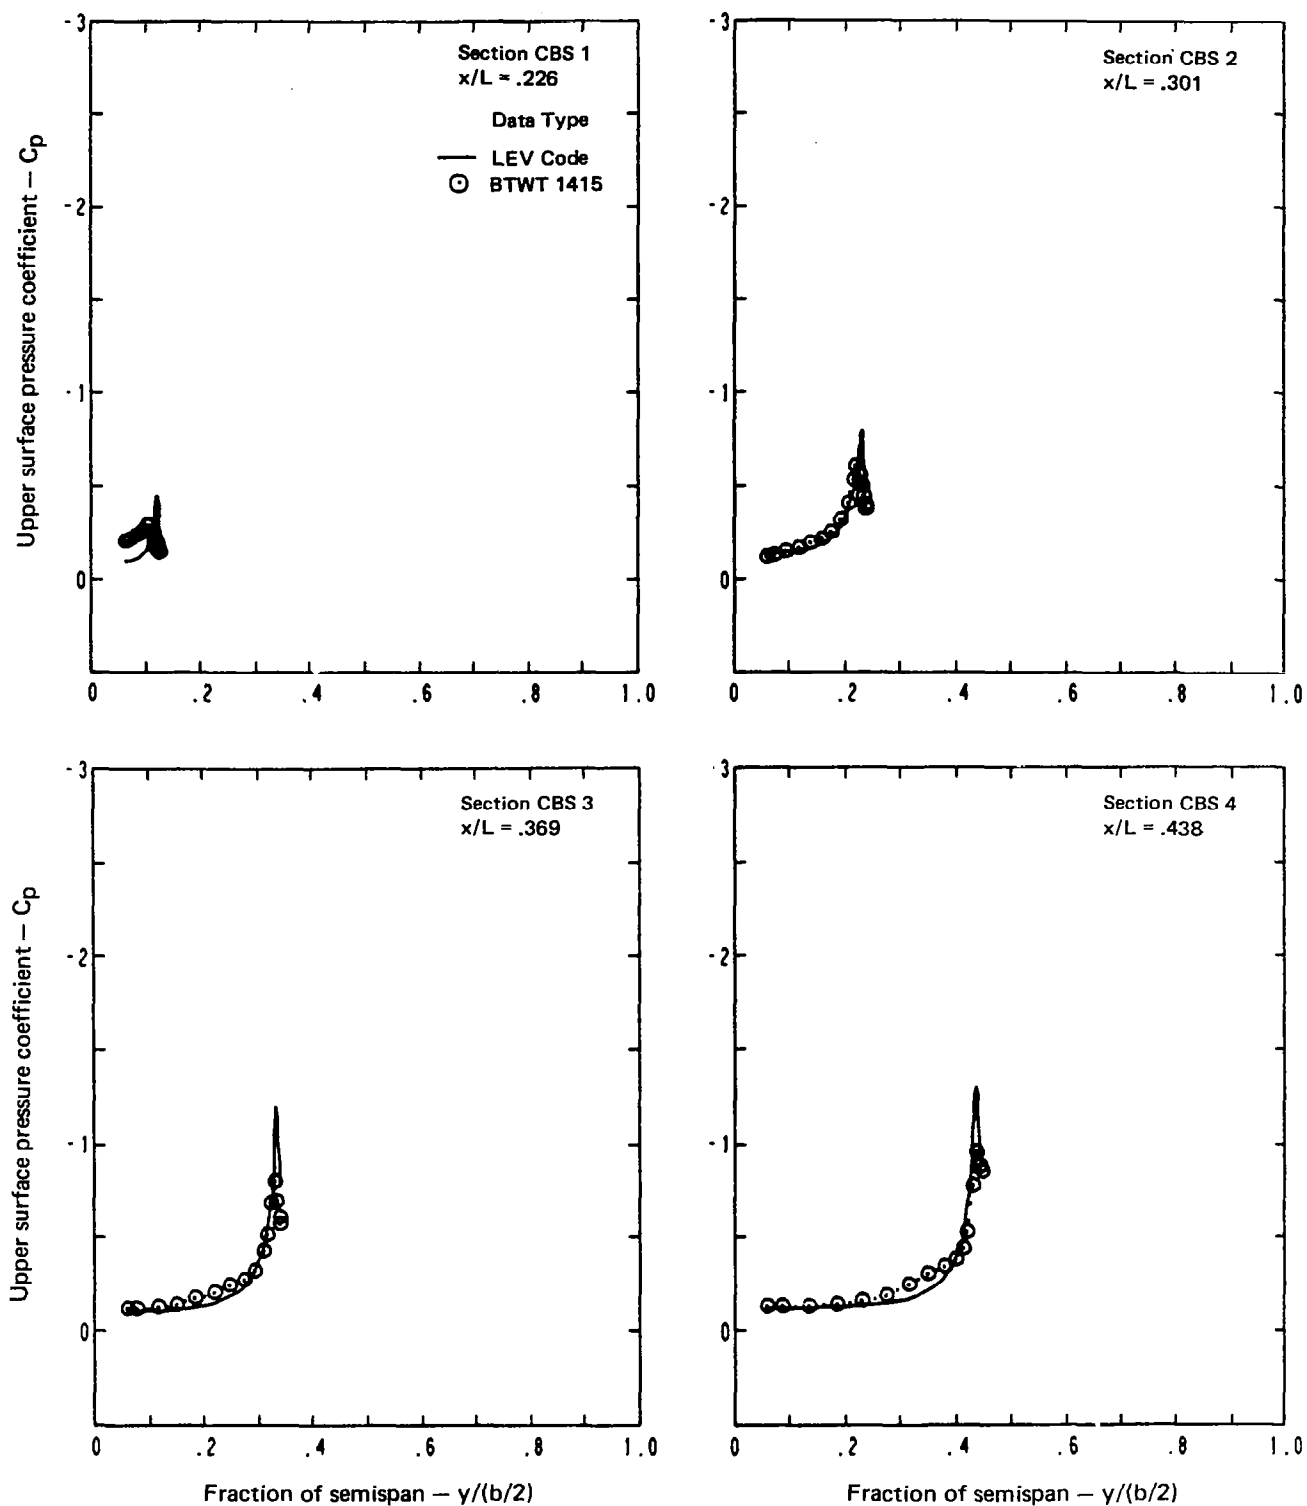 Upper surface pressure coefficient – Cp
-3
-2
-1
0
Section CBS 1
x/L = .226
Data Type
LEV Code
BTWT 1415
0 .2 .4 .6 .8 1.0
-3
-2
-1
0
Section CBS 2
x/L = .301
0 .2 .4 .6 .8 1.0
Upper surface pressure coefficient – Cp
-3
-2
-1
0
Section CBS 3
x/L = .369
0 .2 .4 .6 .8 1.0
Fraction of semispan – y/(b/2)
-3
-2
-1
0
Section CBS 4
x/L = .438
0 .2 .4 .6 .8 1.0
Fraction of semispan – y/(b/2)